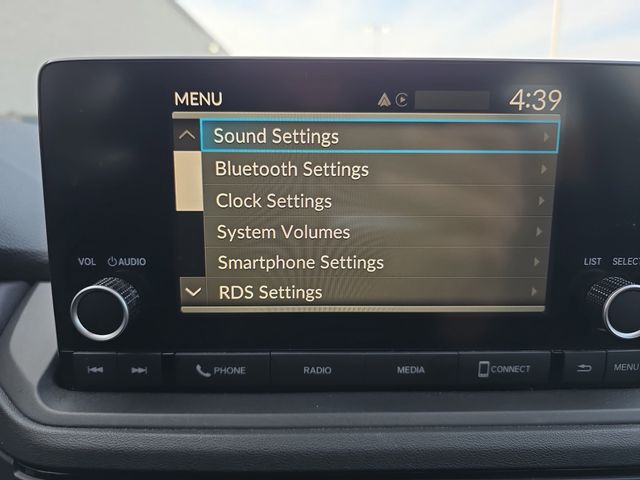 MENU 4:39
Sound Settings
Bluetooth Settings
Clock Settings
System Volumes
Smartphone Settings
RDS Settings
VOL AUDIO
LIST SELECT
PHONE RADIO MEDIA CONNECT MENU